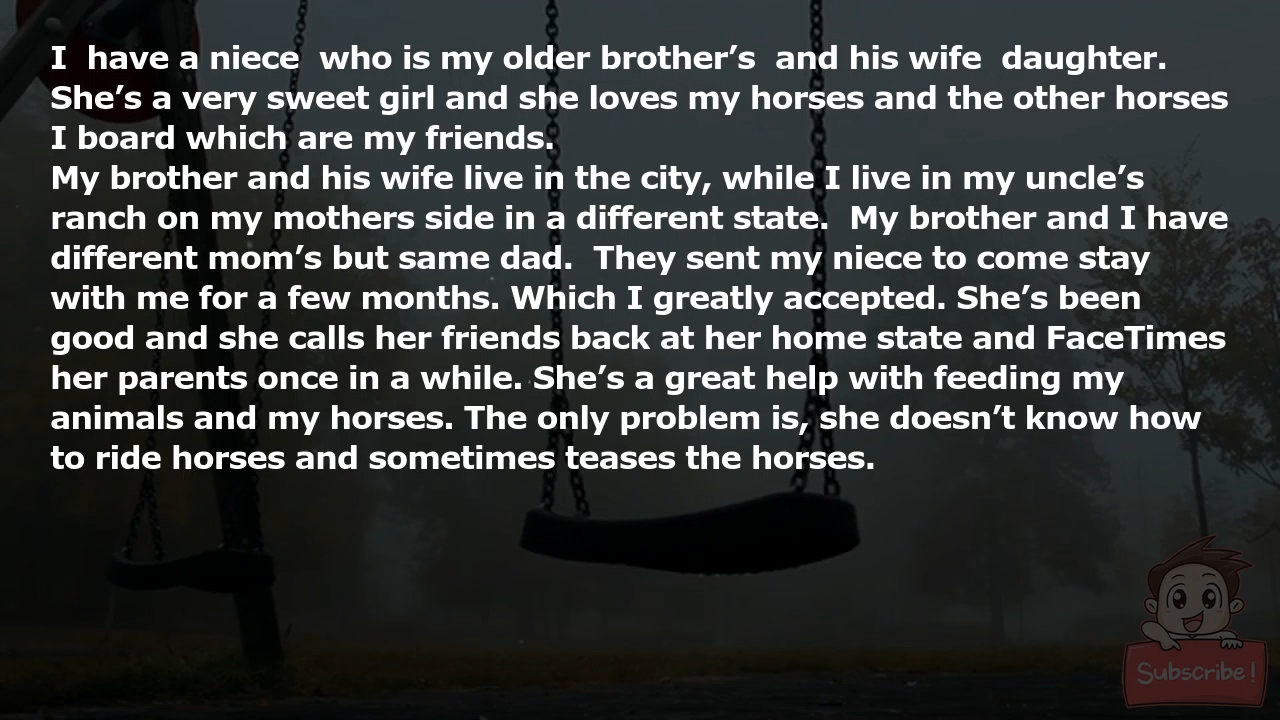 I have a niece who is my older brother’s and his wife daughter.
She’s a very sweet girl and she loves my horses and the other horses
I board which are my friends.
My brother and his wife live in the city, while I live in my uncle’s
ranch on my mothers side in a different state. My brother and I have
different mom’s but same dad. They sent my niece to come stay
with me for a few months. Which I greatly accepted. She’s been
good and she calls her friends back at her home state and FaceTimes
her parents once in a while. She’s a great help with feeding my
animals and my horses. The only problem is, she doesn’t know how
to ride horses and sometimes teases the horses.
Subscribe!